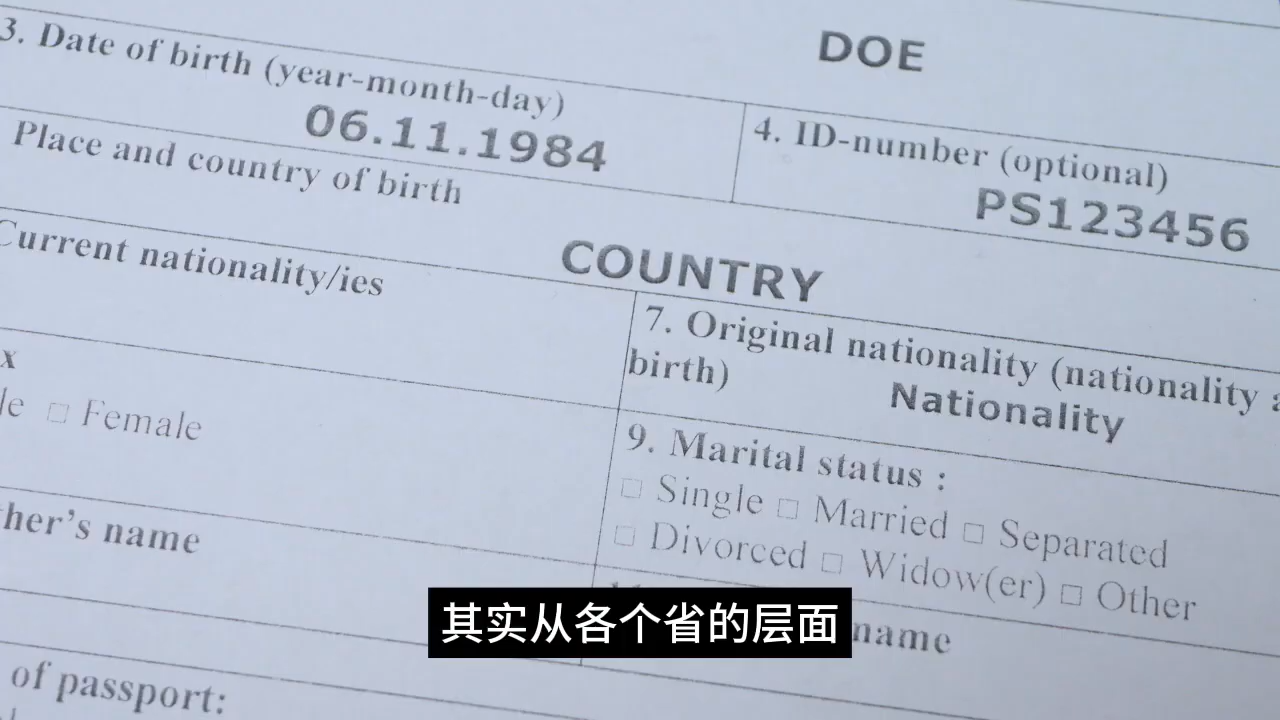 DOE
3. Date of birth (year-month-day)
06.11.1984
4. ID-number (optional)
PS123456
Place and country of birth
COUNTRY
Current nationality/ies
7. Original nationality (nationality
birth)
Nationality
Female
9. Marital status :
Single Married Separated
Divorced Widow(er) Other
name
name
of passport:
其实从各个省的层面